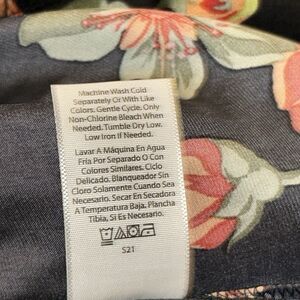 Machine Wash Cold
Separately Or With Like
Colors. Gentle Cycle. Only
Non-Chlorine Bleach When
Needed. Tumble Dry Low.
Low Iron If Needed.
Lavar A Máquina En Agua
Fría Por Separado O Con
Colores Similares. Ciclo
Delicado. Blanqueador Sin
Cloro Solamente Cuando Sea
Necesario. Secar En Secadora
A Temperatura Baja. Plancha
Tibia, Si Es Necesario.
S21